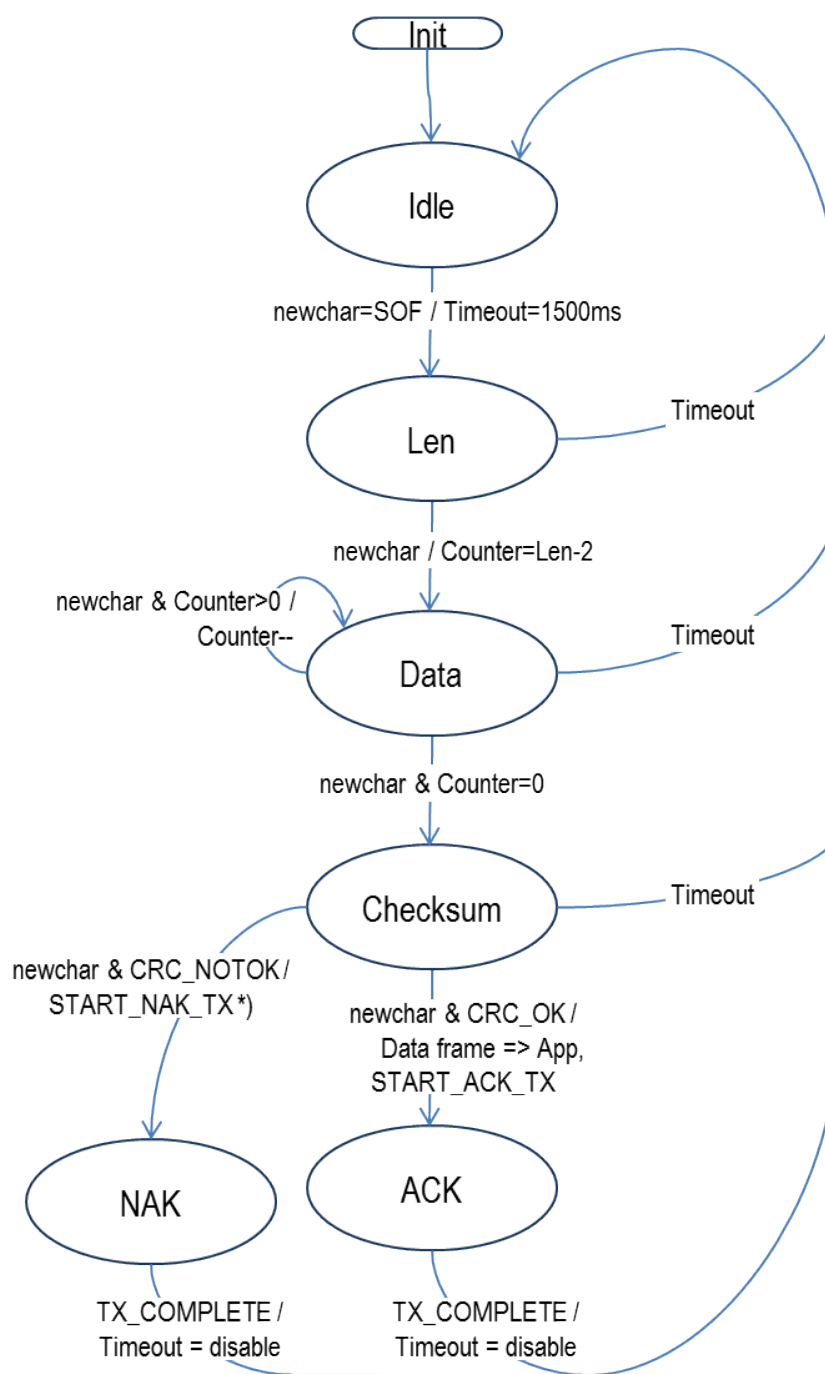 Init
Idle
newchar=SOF / Timeout=1500ms
Len
Timeout
newchar / Counter=Len-2
newchar & Counter>0 /
Counter--
Data
Timeout
newchar & Counter=0
Checksum
Timeout
newchar & CRC_NOTOK /
START_NAK_TX *)
newchar & CRC_OK /
Data frame => App,
START_ACK_TX
NAK
ACK
TX_COMPLETE /
Timeout = disable
TX_COMPLETE /
Timeout = disable